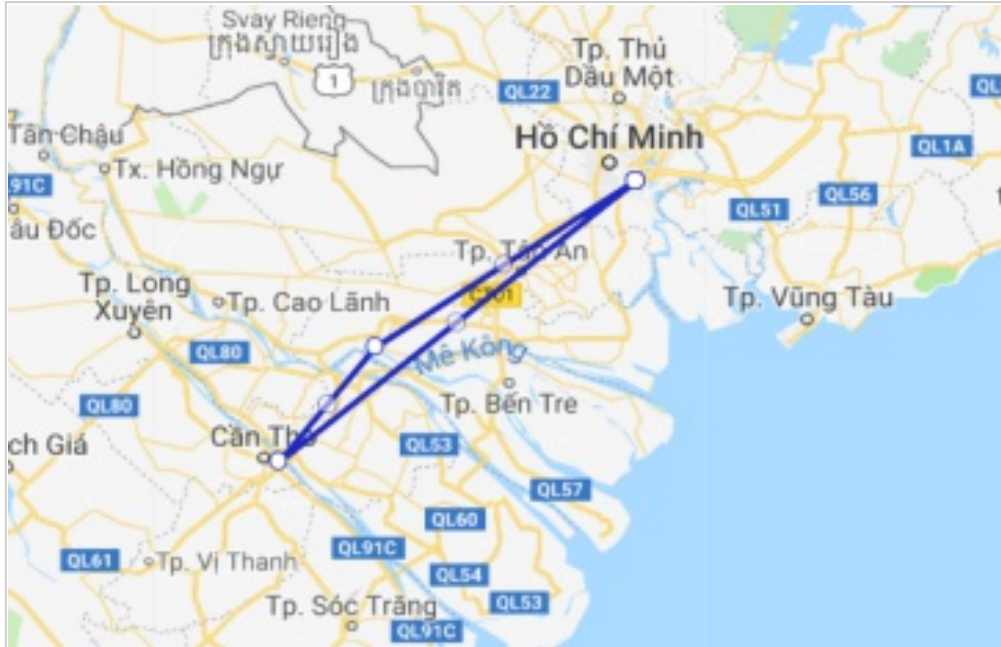 Svay Rieng
ក្រុងស្វាយរៀង
1
ក្រុងបាវិត
QL22
Tp. Thủ
Dầu Một
QL1A
Tân Châu
Tx. Hồng Ngự
91C
âu Đốc
Hồ Chí Minh
QL51
QL56
Tp. Tân An
CT01
Tp. Long
Xuyên
Tp. Cao Lãnh
Tp. Vũng Tàu
QL80
Mê Kông
QL80
Tp. Bến Tre
Cần Thơ
ch Giá
QL53
QL57
QL60
QL91C
QL61
Tp. Vị Thanh
QL54
QL53
Tp. Sóc Trăng
QL91C